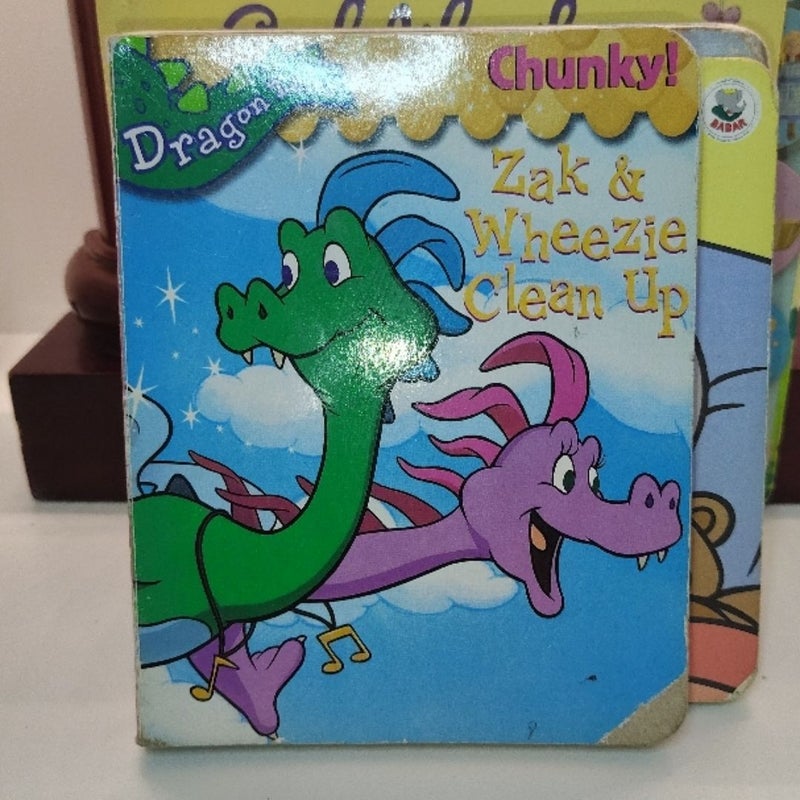 Chunky!
Dragon
Zak &
Wheezie
Clean Up
BABAR